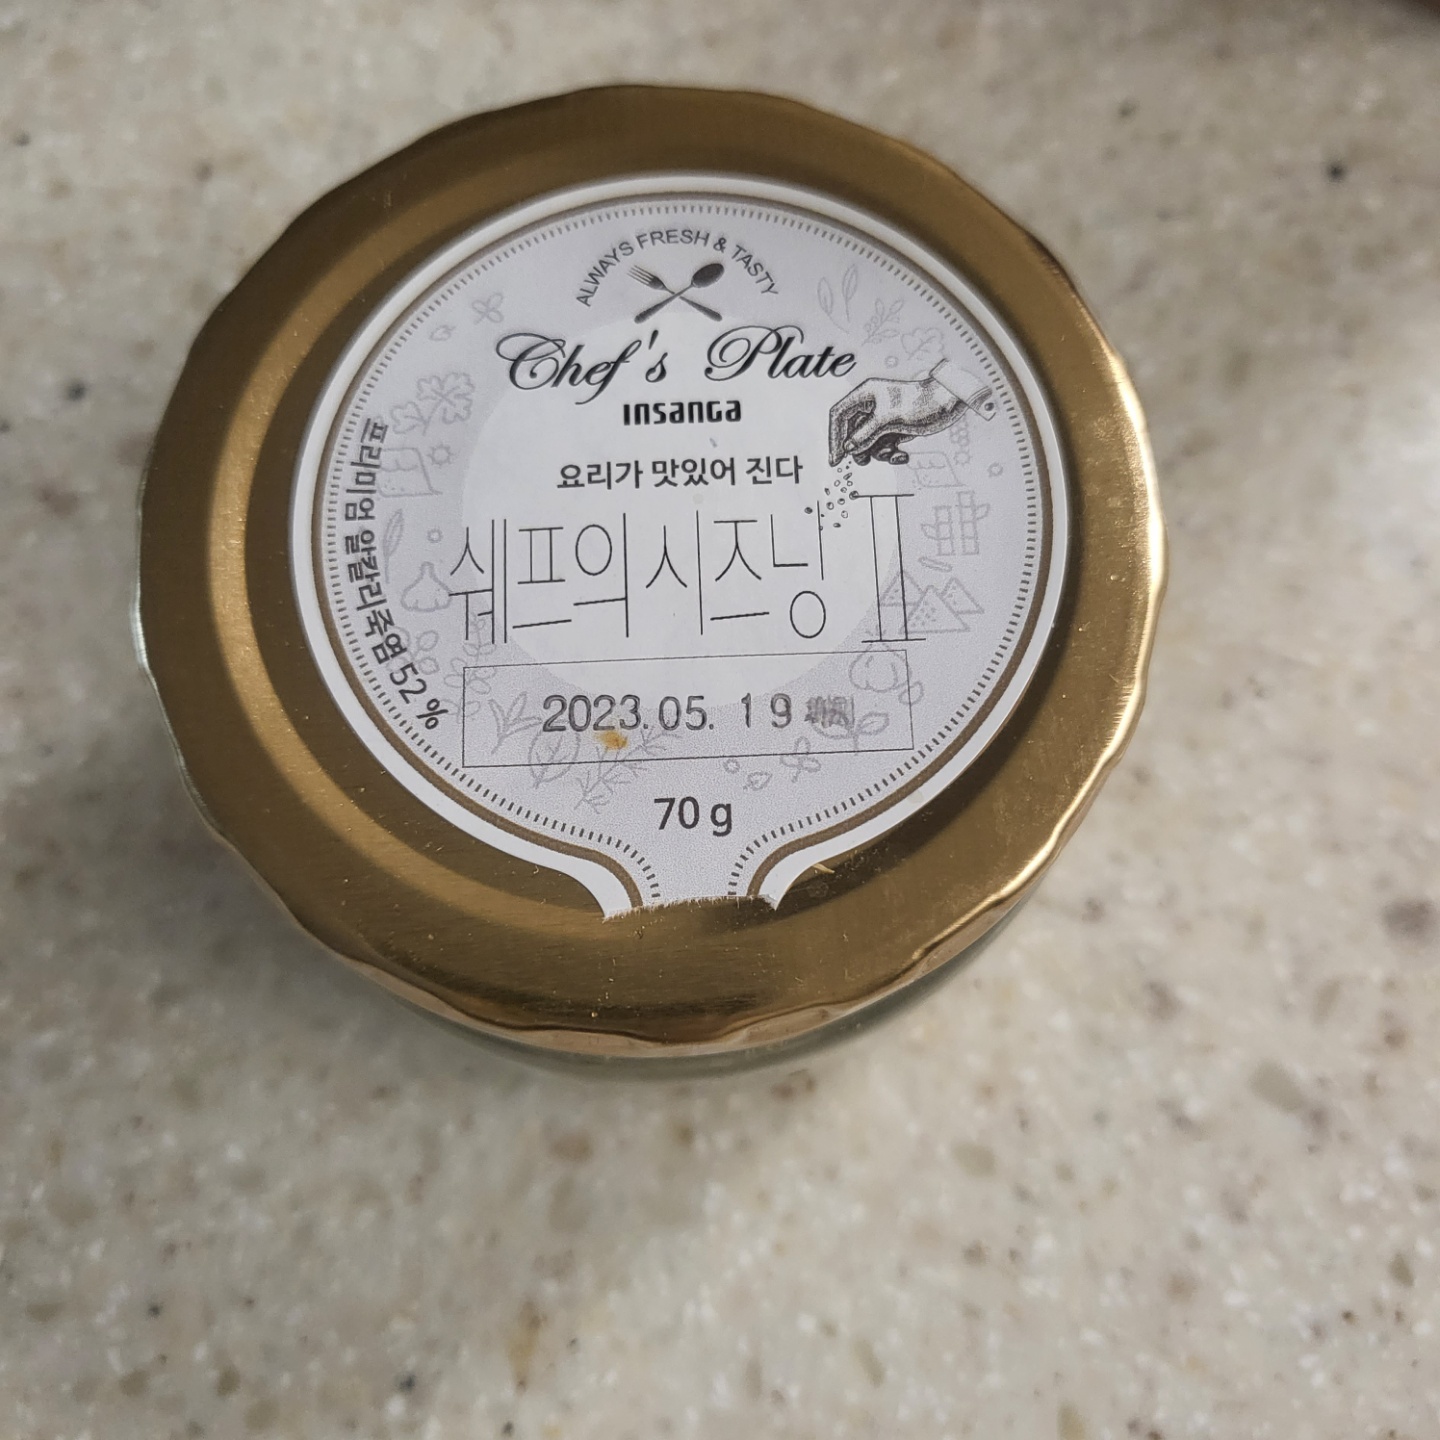 ALWAYS FRESH & TASTY
Chef's Plate
insanga
요리가 맛있어 진다
쉐프의 시즈닝 Ⅱ
프리미엄 알칼리죽염 52%
2023.05.19
70 g